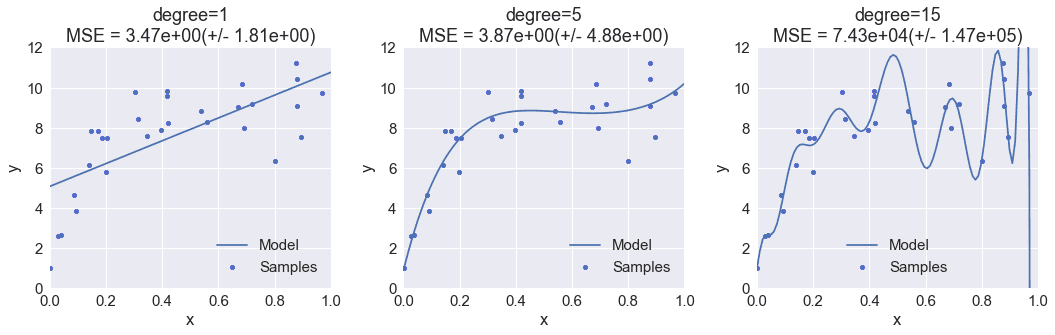 degree=1
MSE = 3.47e+00(+/- 1.81e+00)
12
10
8
6
4
2
0
y
0.0 0.2 0.4 0.6 0.8 1.0
x
Model
Samples
degree=5
MSE = 3.87e+00(+/- 4.88e+00)
12
10
8
6
4
2
0
y
0.0 0.2 0.4 0.6 0.8 1.0
x
Model
Samples
degree=15
MSE = 7.43e+04(+/- 1.47e+05)
12
10
8
6
4
2
0
y
0.0 0.2 0.4 0.6 0.8 1.0
x
Model
Samples